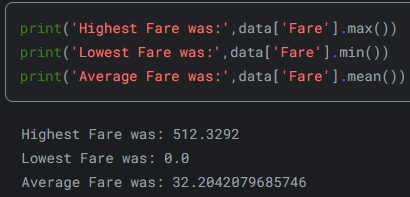 print('Highest Fare was:',data['Fare'].max())
print('Lowest Fare was:',data['Fare'].min())
print('Average Fare was:',data['Fare'].mean())
Highest Fare was: 512.3292
Lowest Fare was: 0.0
Average Fare was: 32.2042079685746